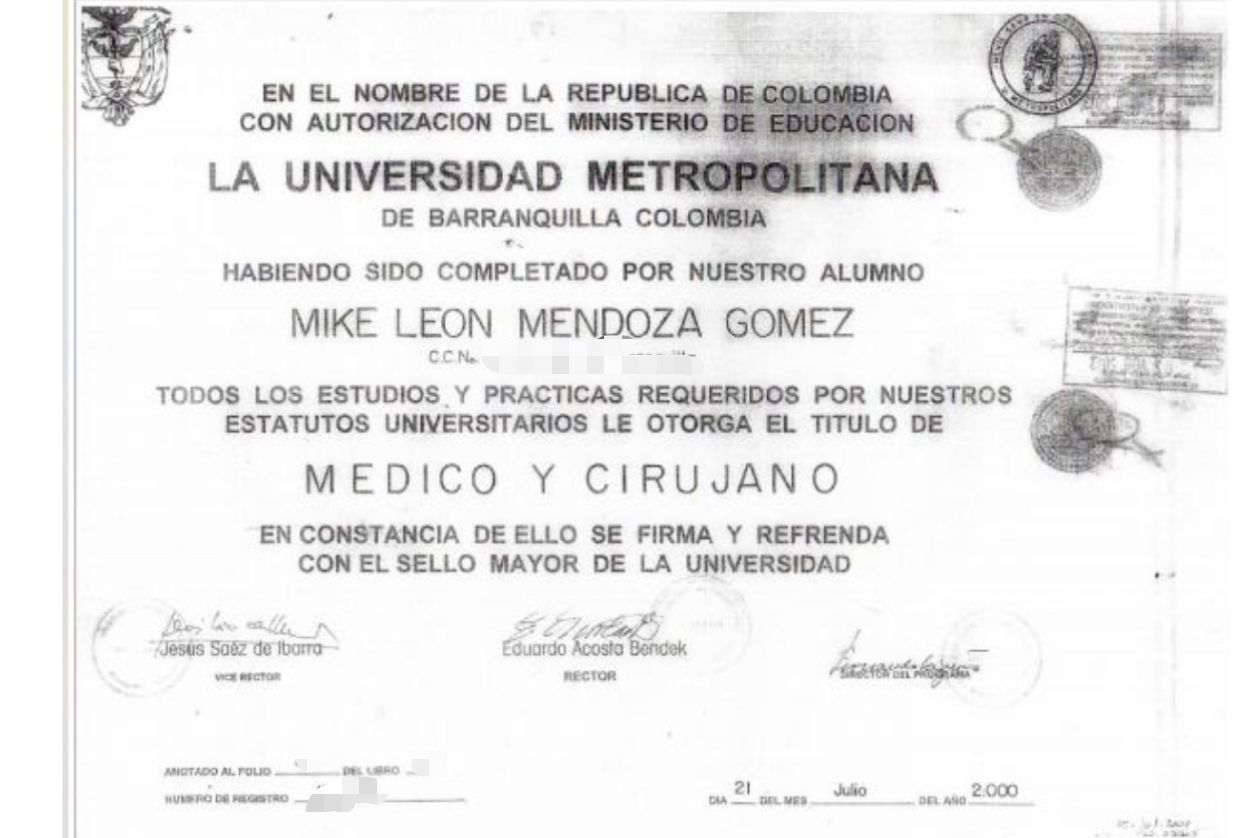 EN EL NOMBRE DE LA REPUBLICA DE COLOMBIA
CON AUTORIZACION DEL MINISTERIO DE EDUCACION
LA UNIVERSIDAD METROPOLITANA
DE BARRANQUILLA COLOMBIA
HABIENDO SIDO COMPLETADO POR NUESTRO ALUMNO
MIKE LEON MENDOZA GOMEZ
C.C.No.
TODOS LOS ESTUDIOS Y PRACTICAS REQUERIDOS POR NUESTROS
ESTATUTOS UNIVERSITARIOS LE OTORGA EL TITULO DE
MEDICO Y CIRUJANO
EN CONSTANCIA DE ELLO SE FIRMA Y REFRENDA
CON EL SELLO MAYOR DE LA UNIVERSIDAD
Jesus Saéz de Ibarra
VICE RECTOR
Eduardo Acosta Bendek
RECTOR
DIRECTOR DEL PROGRAMA
ANOTADO AL FOLIO DEL LIBRO
NUMERO DE REGISTRO
DIA 21 DEL MES Julio DEL AÑO 2.000